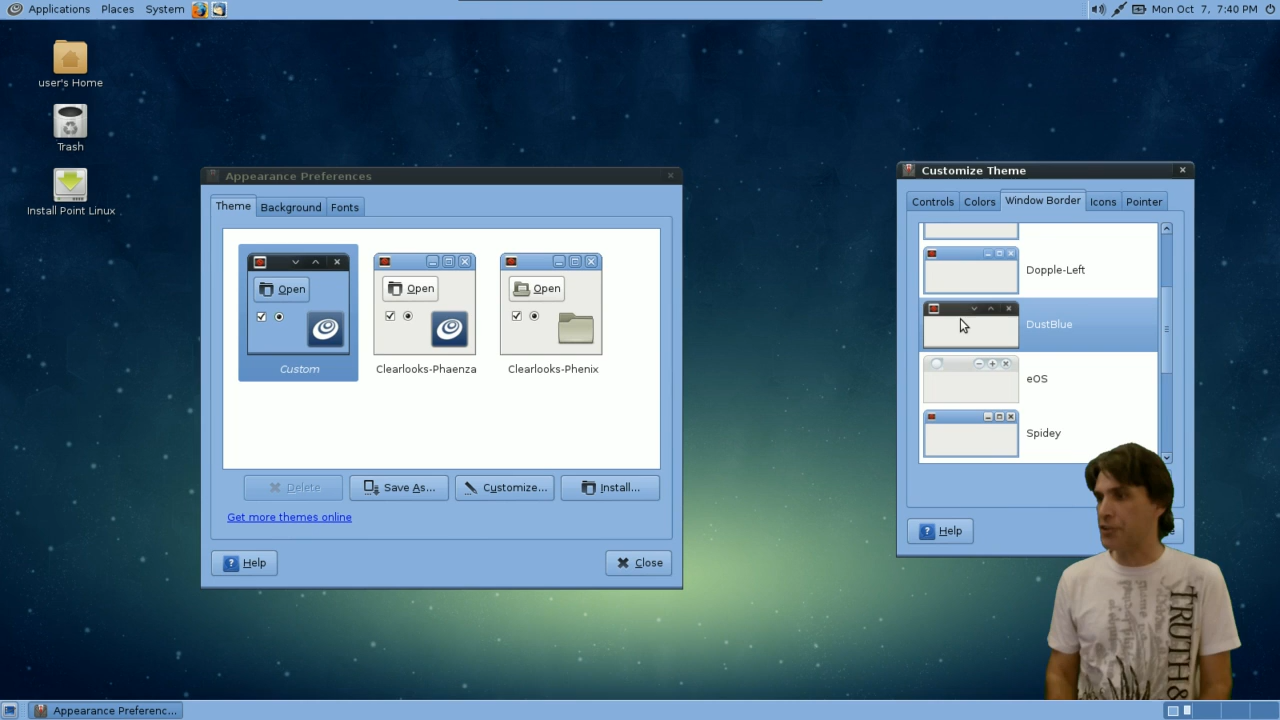 Applications Places System
Mon Oct 7, 7:40 PM
user's Home
Trash
Install Point Linux
Appearance Preferences
Theme Background Fonts
Open
Open
Open
Custom
Clearlooks-Phaenza
Clearlooks-Phenix
Delete
Save As...
Customize...
Install...
Get more themes online
Help
Close
Customize Theme
Controls Colors Window Border Icons Pointer
Dopple-Left
DustBlue
eOS
Spidey
Help
TRUTH &
Appearance Preferenc...